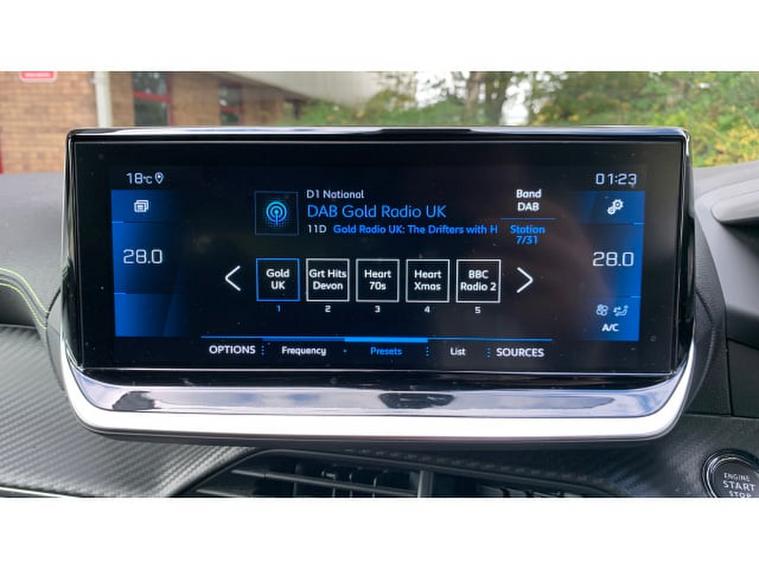 18°C
01:23
D1 National
DAB Gold Radio UK
11D Gold Radio UK: The Drifters with H
Band
DAB
Station
7/31
28.0
28.0
Gold
UK
Grt Hits
Devon
Heart
70s
Heart
Xmas
BBC
Radio 2
1 2 3 4 5
A/C
OPTIONS Frequency Presets List SOURCES
ENGINE
START
STOP